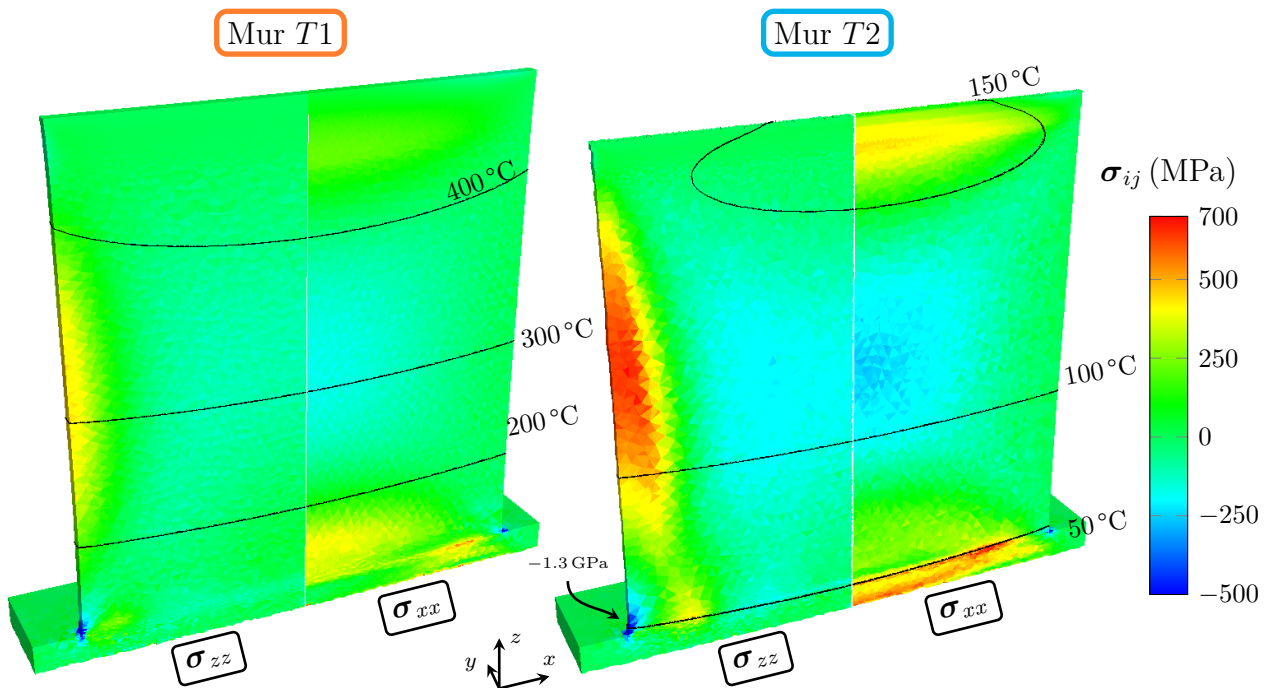 Mur T1
Mur T2
150 °C
400 °C
σij (MPa)
700
500
300 °C
250
100 °C
200 °C
0
50 °C
−250
−1.3 GPa
−500
σxx
σxx
σzz
σzz
z
y
x